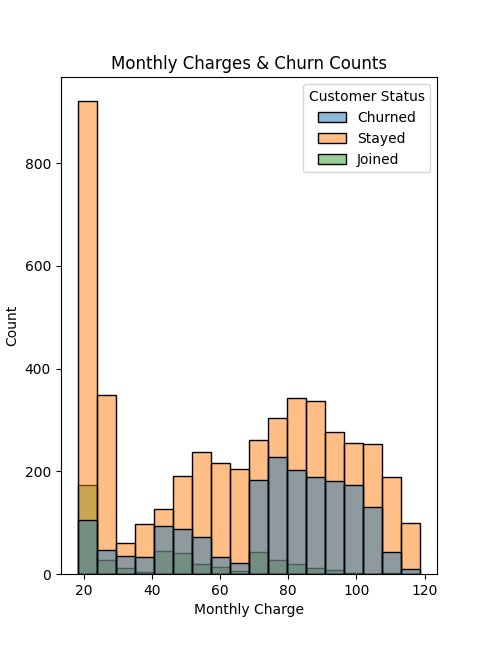 Monthly Charges & Churn Counts
Customer Status
Churned
Stayed
Joined
800
600
400
200
0
Count
20 40 60 80 100 120
Monthly Charge